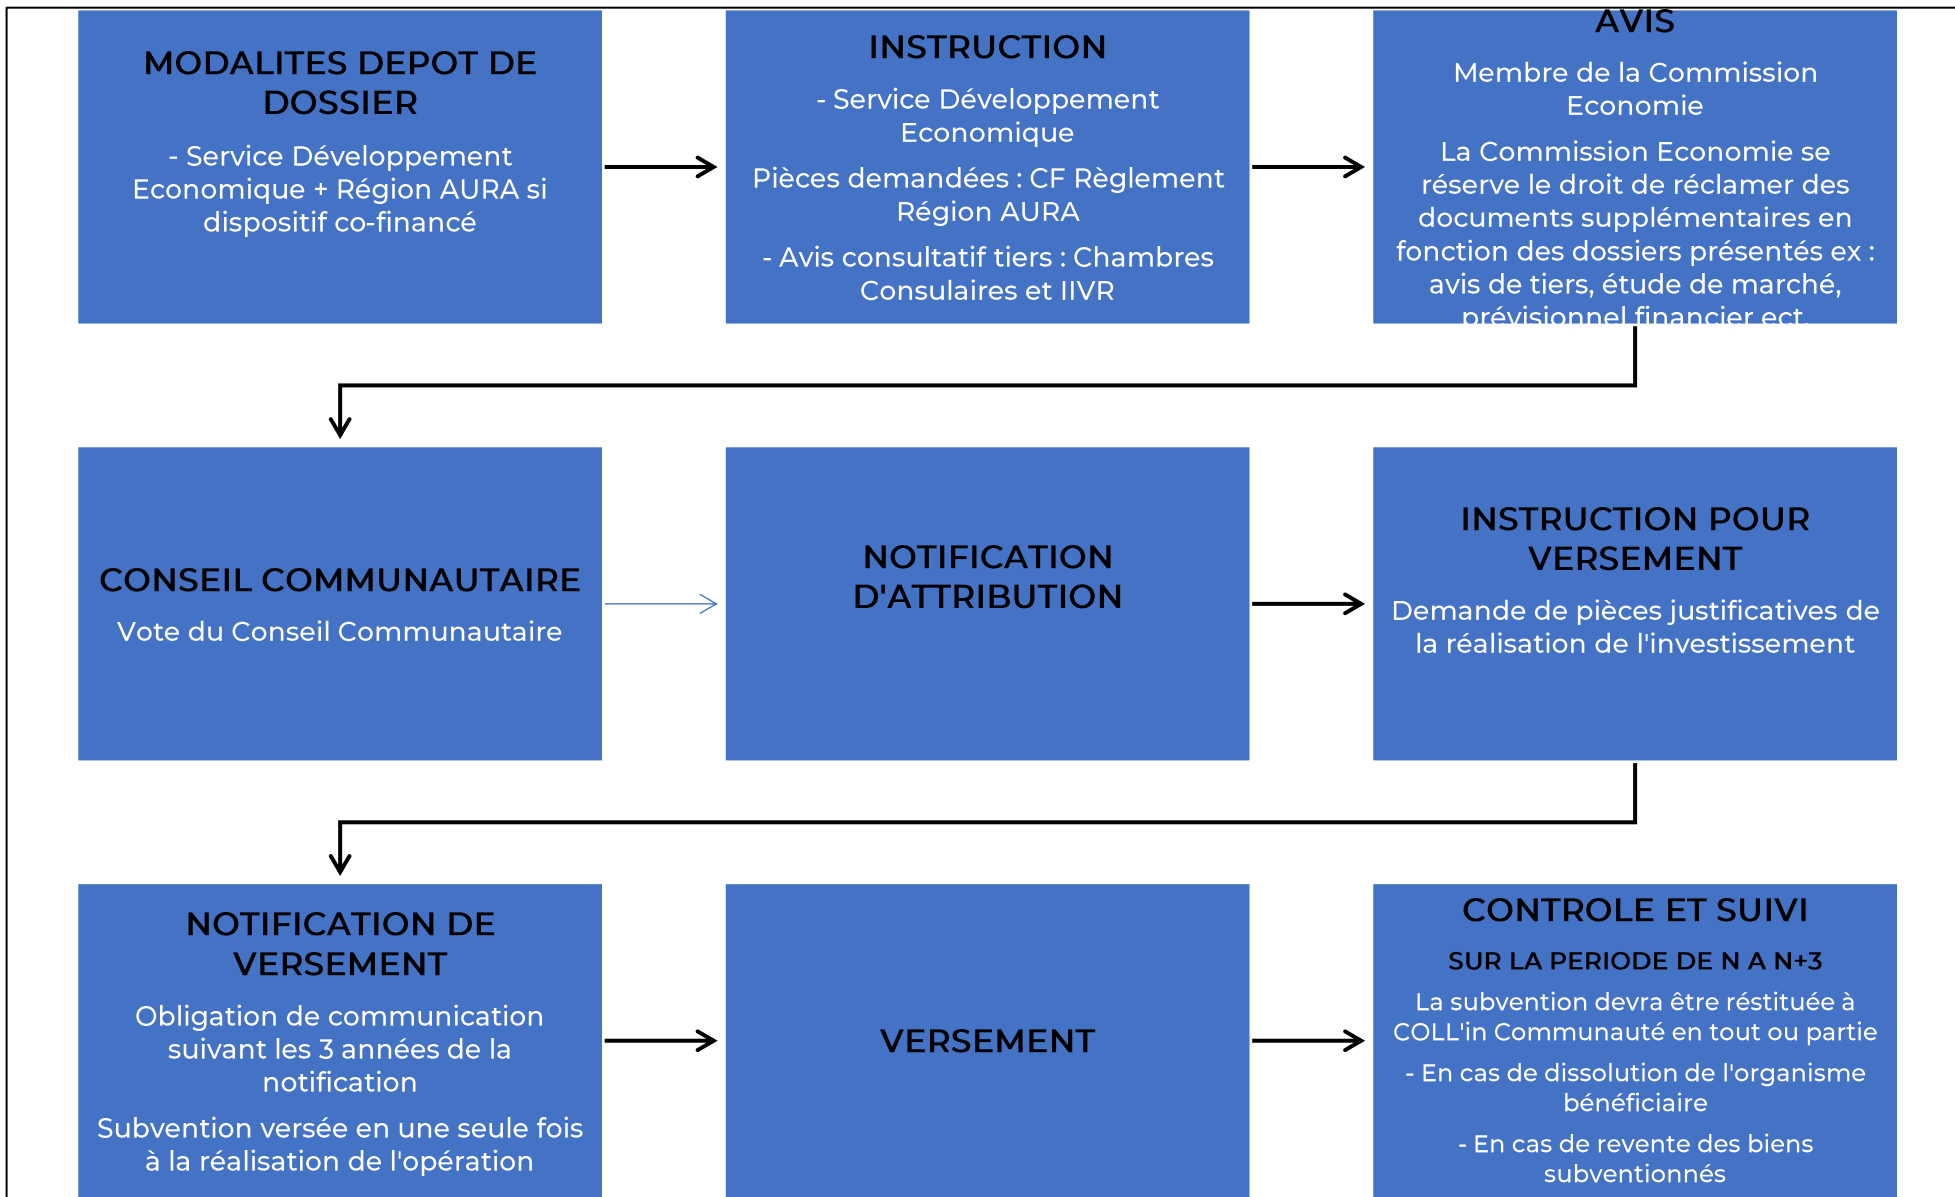 MODALITES DEPOT DE
DOSSIER
- Service Développement
Economique + Région AURA si
dispositif co-financé
INSTRUCTION
- Service Développement
Economique
Pièces demandées : CF Règlement
Région AURA
- Avis consultatif tiers : Chambres
Consulaires et IIVR
AVIS
Membre de la Commission
Economie
La Commission Economie se
réserve le droit de réclamer des
documents supplémentaires en
fonction des dossiers présentés ex :
avis de tiers, étude de marché,
prévisionnel financier ect.
CONSEIL COMMUNAUTAIRE
Vote du Conseil Communautaire
NOTIFICATION
D'ATTRIBUTION
INSTRUCTION POUR
VERSEMENT
Demande de pièces justificatives de
la réalisation de l'investissement
NOTIFICATION DE
VERSEMENT
Obligation de communication
suivant les 3 années de la
notification
Subvention versée en une seule fois
à la réalisation de l'opération
VERSEMENT
CONTROLE ET SUIVI
SUR LA PERIODE DE N A N+3
La subvention devra être réstituée à
COLL'in Communauté en tout ou partie
- En cas de dissolution de l'organisme
bénéficiaire
- En cas de revente des biens
subventionnés